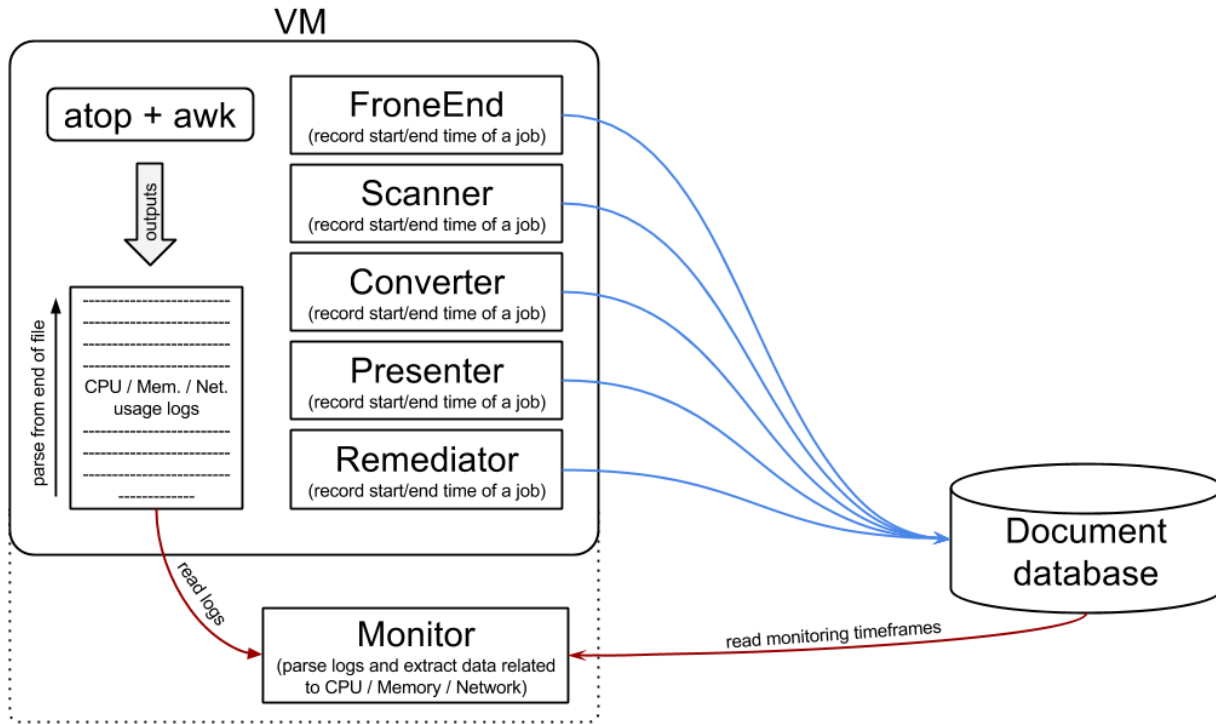 VM
atop + awk
outputs
parse from end of file
CPU / Mem. / Net.
usage logs
FroneEnd
(record start/end time of a job)
Scanner
(record start/end time of a job)
Converter
(record start/end time of a job)
Presenter
(record start/end time of a job)
Remediator
(record start/end time of a job)
Document
database
read logs
read monitoring timeframes
Monitor
(parse logs and extract data related
to CPU / Memory / Network)